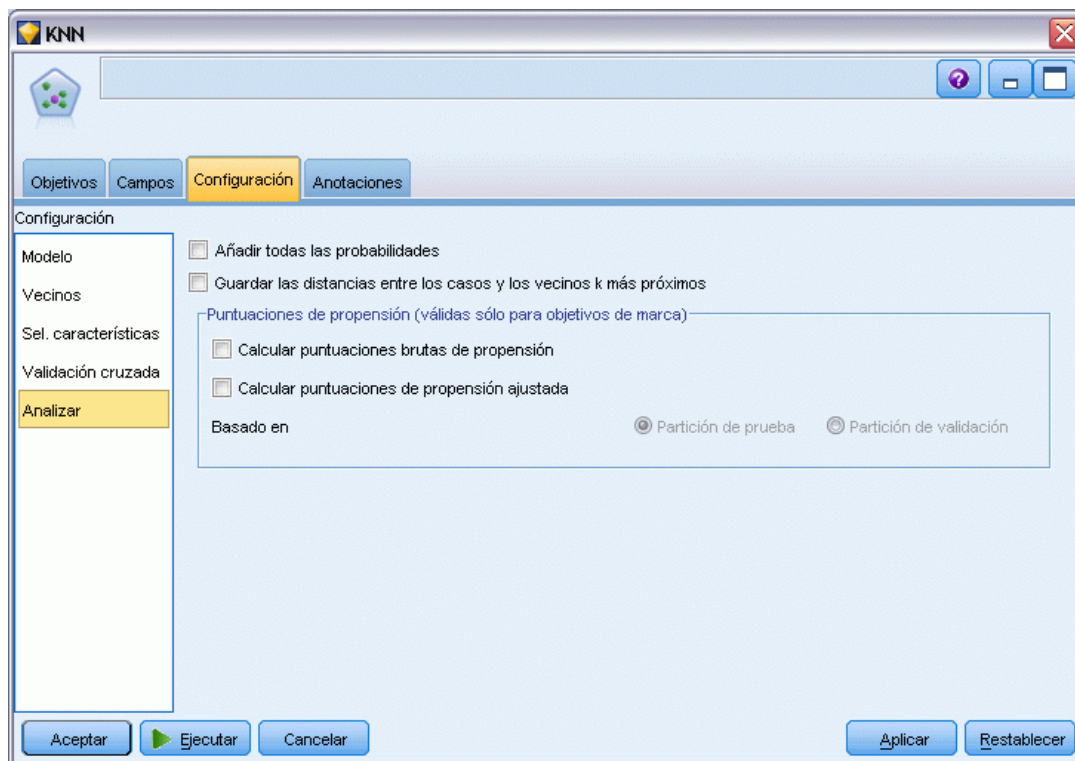 KNN
Objetivos Campos Configuración Anotaciones
Configuración
Modelo
Vecinos
Sel. características
Validación cruzada
Analizar
Añadir todas las probabilidades
Guardar las distancias entre los casos y los vecinos k más próximos
Puntuaciones de propensión (válidas sólo para objetivos de marca)
Calcular puntuaciones brutas de propensión
Calcular puntuaciones de propensión ajustada
Basado en Partición de prueba Partición de validación
Aceptar Ejecutar Cancelar Aplicar Restablecer